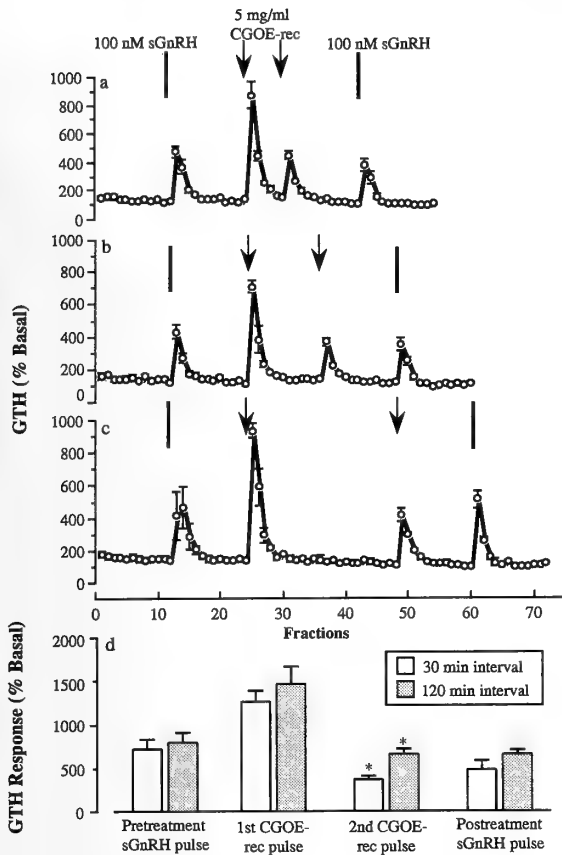 5 mg/ml
100 nM sGnRH CGOE-rec 100 nM sGnRH
1000
a
800
600
400
200
0
1000
b
800
600
400
200
0
1000
c
800
600
400
200
0
GTH (% Basal)
0 10 20 30 40 50 60 70
Fractions
2000
d
1500
1000
500
0
GTH Response (% Basal)
30 min interval
120 min interval
* *
Pretreatment 1st CGOE- 2nd CGOE- Postreatment
sGnRH pulse rec pulse rec pulse sGnRH pulse